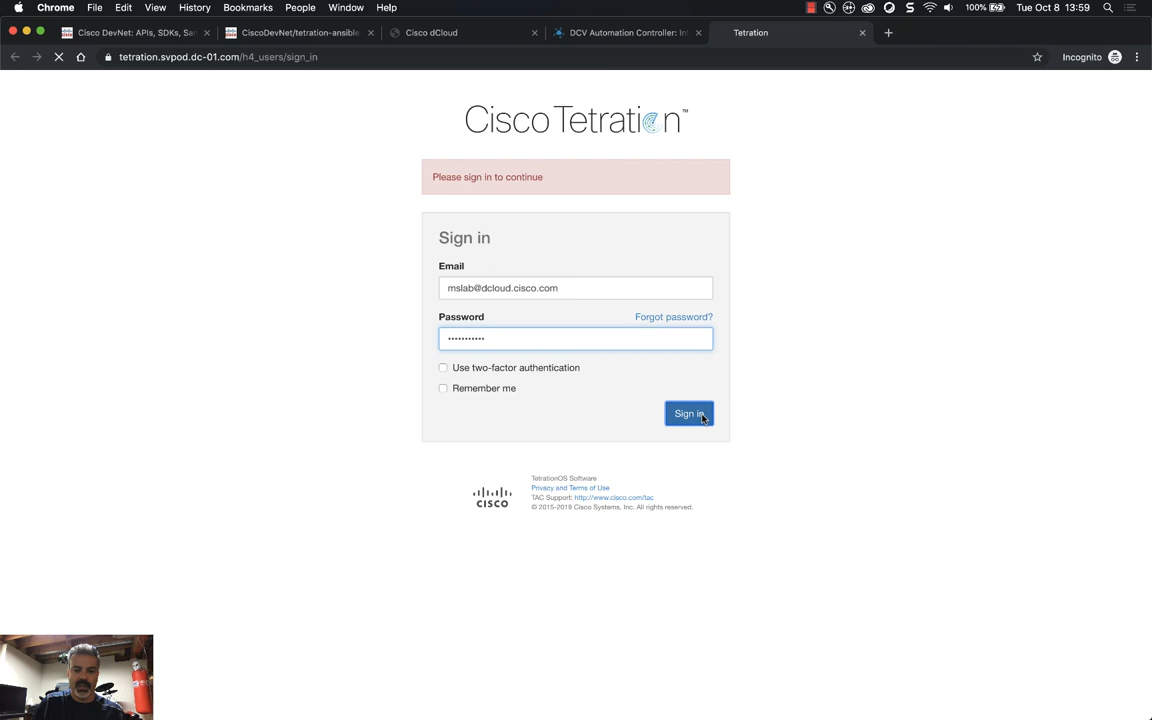 Chrome File Edit View History Bookmarks People Window Help 100% Tue Oct 8 13:59
Cisco DevNet: APIs, SDKs, San CiscoDevNet/tetration-ansible Cisco dCloud DCV Automation Controller: In Tetration
tetration.svpod.dc-01.com/h4_users/sign_in Incognito
Cisco Tetration™
Please sign in to continue
Sign in
Email
mslab@dcloud.cisco.com
Password Forgot password?
•••••••••••
Use two-factor authentication
Remember me
Sign in
TetrationOS Software
Privacy and Terms of Use
TAC Support: http://www.cisco.com/tac
© 2015-2019 Cisco Systems, Inc. All rights reserved.
CISCO